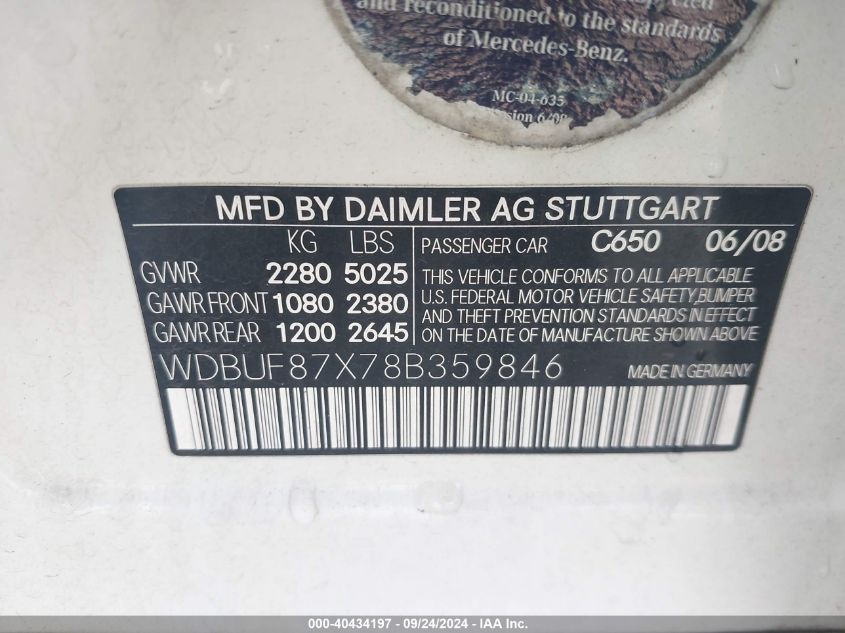 and reconditioned to the standards
of Mercedes-Benz.
MC-04-635
MFD BY DAIMLER AG STUTTGART
KG LBS PASSENGER CAR C650 06/08
GVWR 2280 5025 THIS VEHICLE CONFORMS TO ALL APPLICABLE
GAWR FRONT 1080 2380 U.S. FEDERAL MOTOR VEHICLE SAFETY,BUMPER
AND THEFT PREVENTION STANDARDS IN EFFECT
GAWR REAR 1200 2645 ON THE DATE OF MANUFACTURE SHOWN ABOVE
WDBUF87X78B359846 MADE IN GERMANY
000-40434197 - 09/24/2024 - IAA Inc.